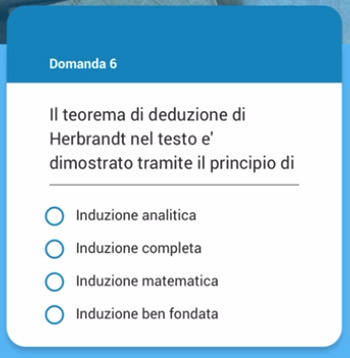 Domanda 6
Il teorema di deduzione di
Herbrandt nel testo e'
dimostrato tramite il principio di
Induzione analitica
Induzione completa
Induzione matematica
Induzione ben fondata